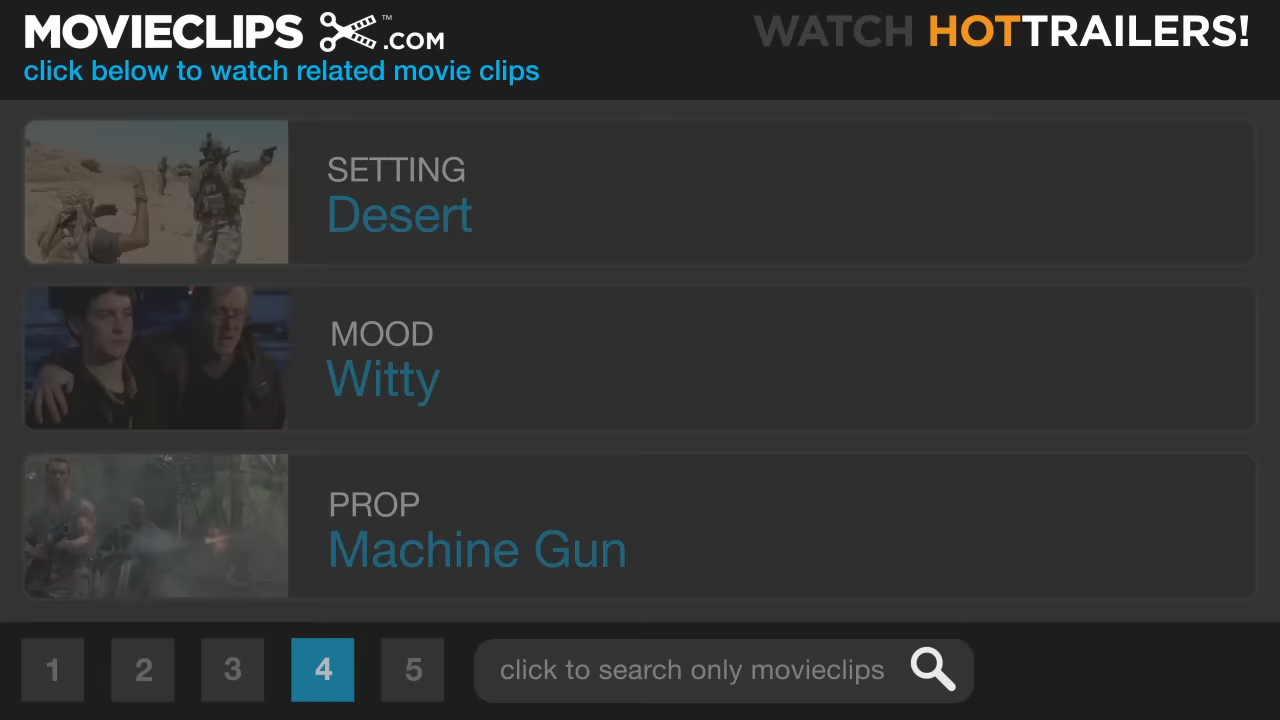 MOVIECLIPS ™ .COM
WATCH HOTTRAILERS!
click below to watch related movie clips
SETTING
Desert
MOOD
Witty
PROP
Machine Gun
1 2 3 4 5
click to search only movieclips